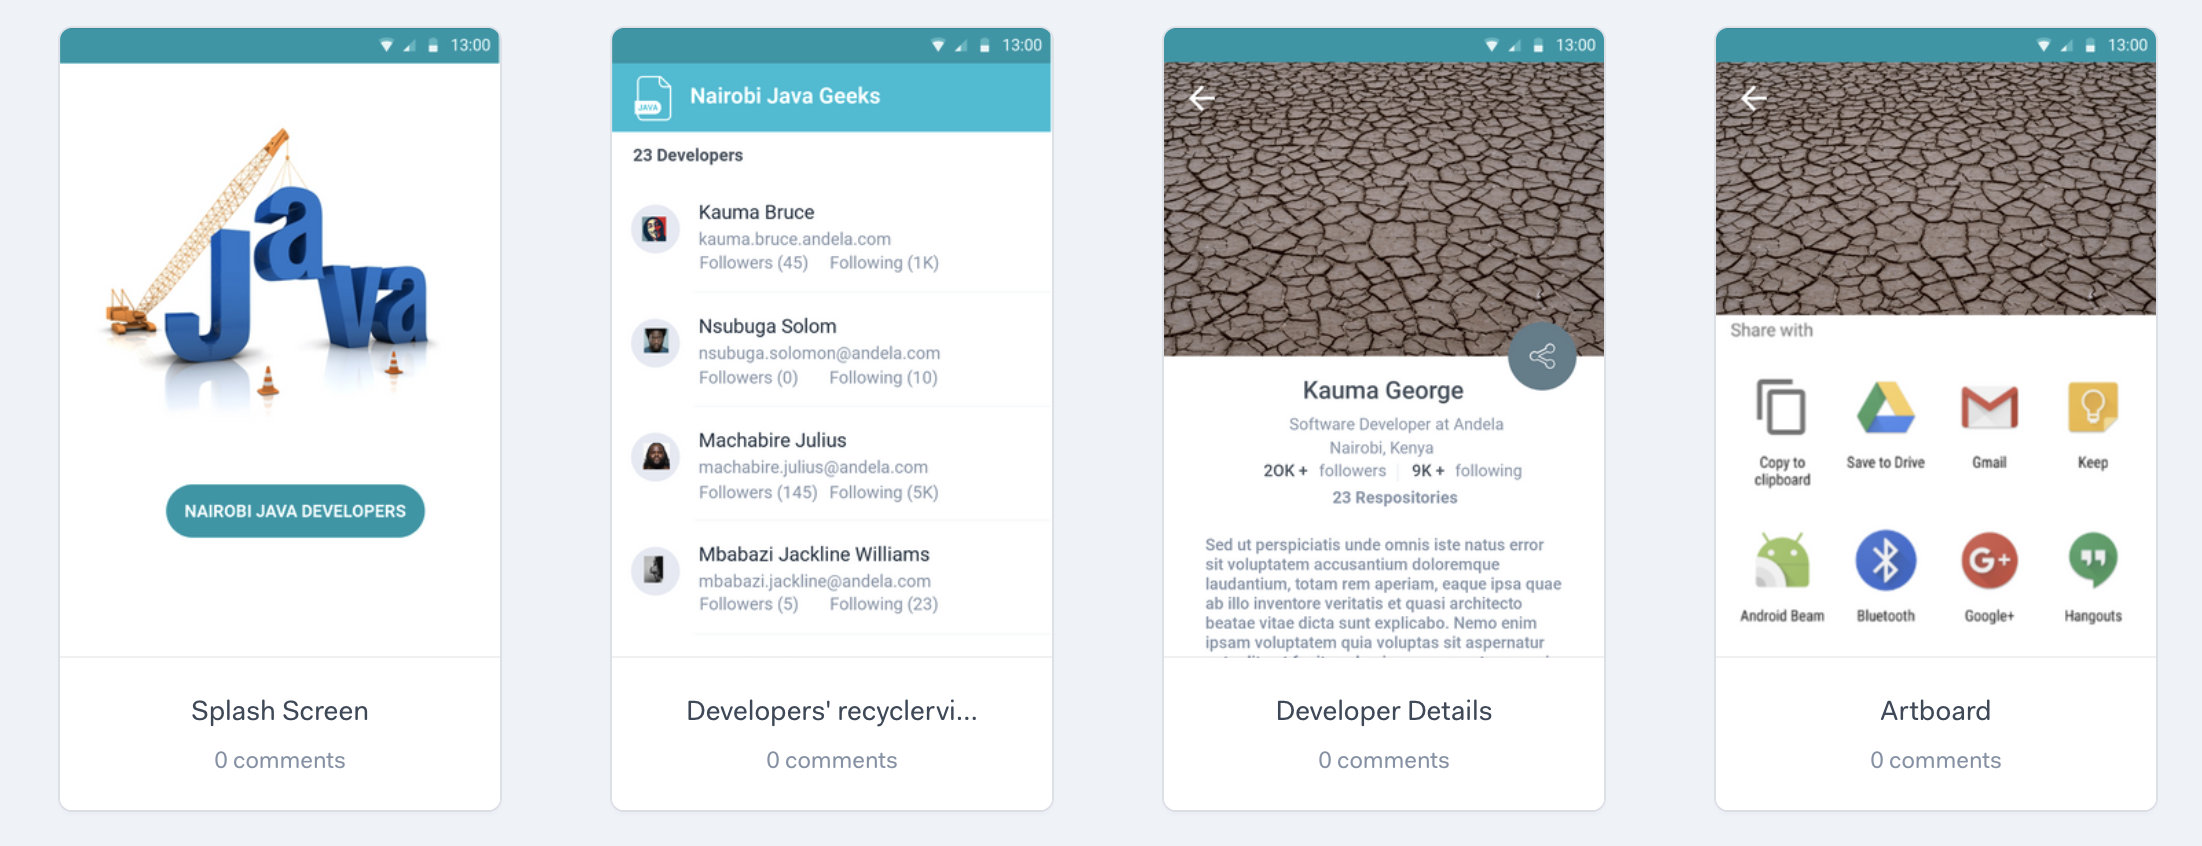 13:00
Java
NAIROBI JAVA DEVELOPERS
Splash Screen
0 comments
13:00
JAVA
Nairobi Java Geeks
23 Developers
Kauma Bruce
kauma.bruce.andela.com
Followers (45) Following (1K)
Nsubuga Solom
nsubuga.solomon@andela.com
Followers (0) Following (10)
Machabire Julius
machabire.julius@andela.com
Followers (145) Following (5K)
Mbabazi Jackline Williams
mbabazi.jackline@andela.com
Followers (5) Following (23)
Developers' recyclervi...
0 comments
13:00
Kauma George
Software Developer at Andela
Nairobi, Kenya
20K + followers 9K + following
23 Respositories
Sed ut perspiciatis unde omnis iste natus error
sit voluptatem accusantium doloremque
laudantium, totam rem aperiam, eaque ipsa quae
ab illo inventore veritatis et quasi architecto
beatae vitae dicta sunt explicabo. Nemo enim
ipsam voluptatem quia voluptas sit aspernatur
Developer Details
0 comments
13:00
Share with
Copy to
clipboard
Save to Drive
Gmail
Keep
Android Beam
Bluetooth
G+
Google+
Hangouts
Artboard
0 comments